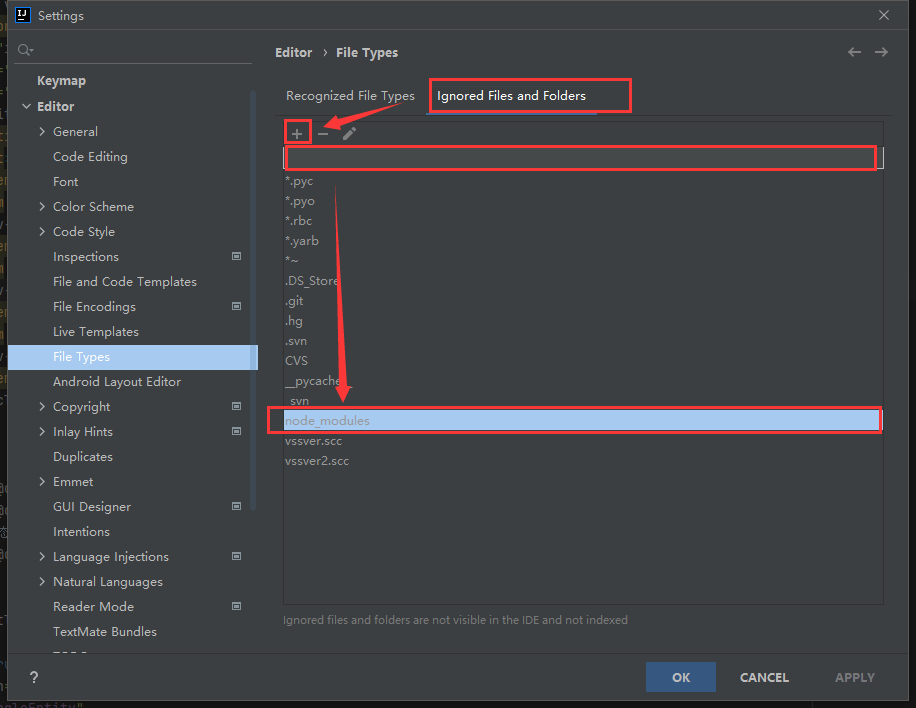 IJ Settings
Editor › File Types
Keymap
Editor
General
Code Editing
Font
Color Scheme
Code Style
Inspections
File and Code Templates
File Encodings
Live Templates
File Types
Android Layout Editor
Copyright
Inlay Hints
Duplicates
Emmet
GUI Designer
Intentions
Language Injections
Natural Languages
Reader Mode
TextMate Bundles
Recognized File Types Ignored Files and Folders
*.pyc
*.pyo
*.rbc
*.yarb
*~
.DS_Store
.git
.hg
.svn
CVS
__pycache
_svn
node_modules
vssver.scc
vssver2.scc
Ignored files and folders are not visible in the IDE and not indexed
? OK CANCEL APPLY